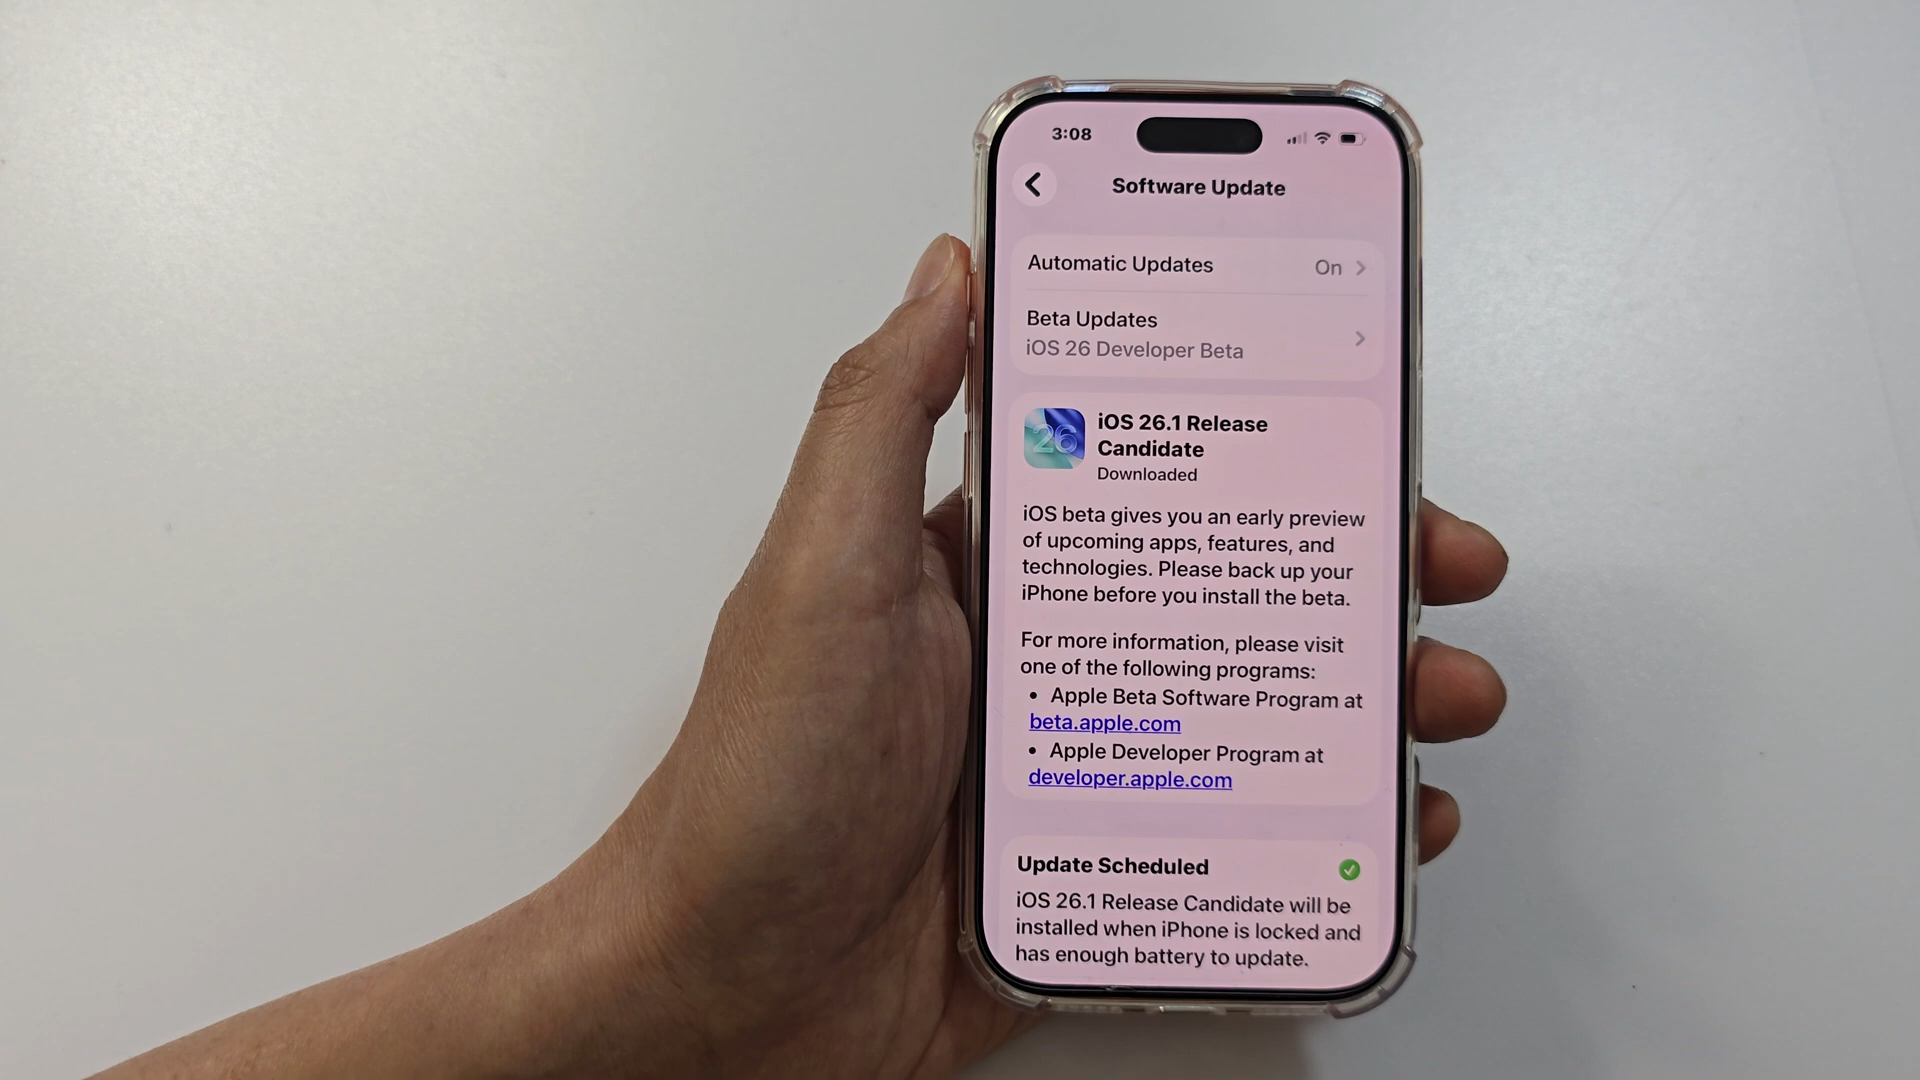 3:08
Software Update
Automatic Updates On
Beta Updates
iOS 26 Developer Beta
26
iOS 26.1 Release
Candidate
Downloaded
iOS beta gives you an early preview
of upcoming apps, features, and
technologies. Please back up your
iPhone before you install the beta.
For more information, please visit
one of the following programs:
• Apple Beta Software Program at
beta.apple.com
• Apple Developer Program at
developer.apple.com
Update Scheduled
iOS 26.1 Release Candidate will be
installed when iPhone is locked and
has enough battery to update.